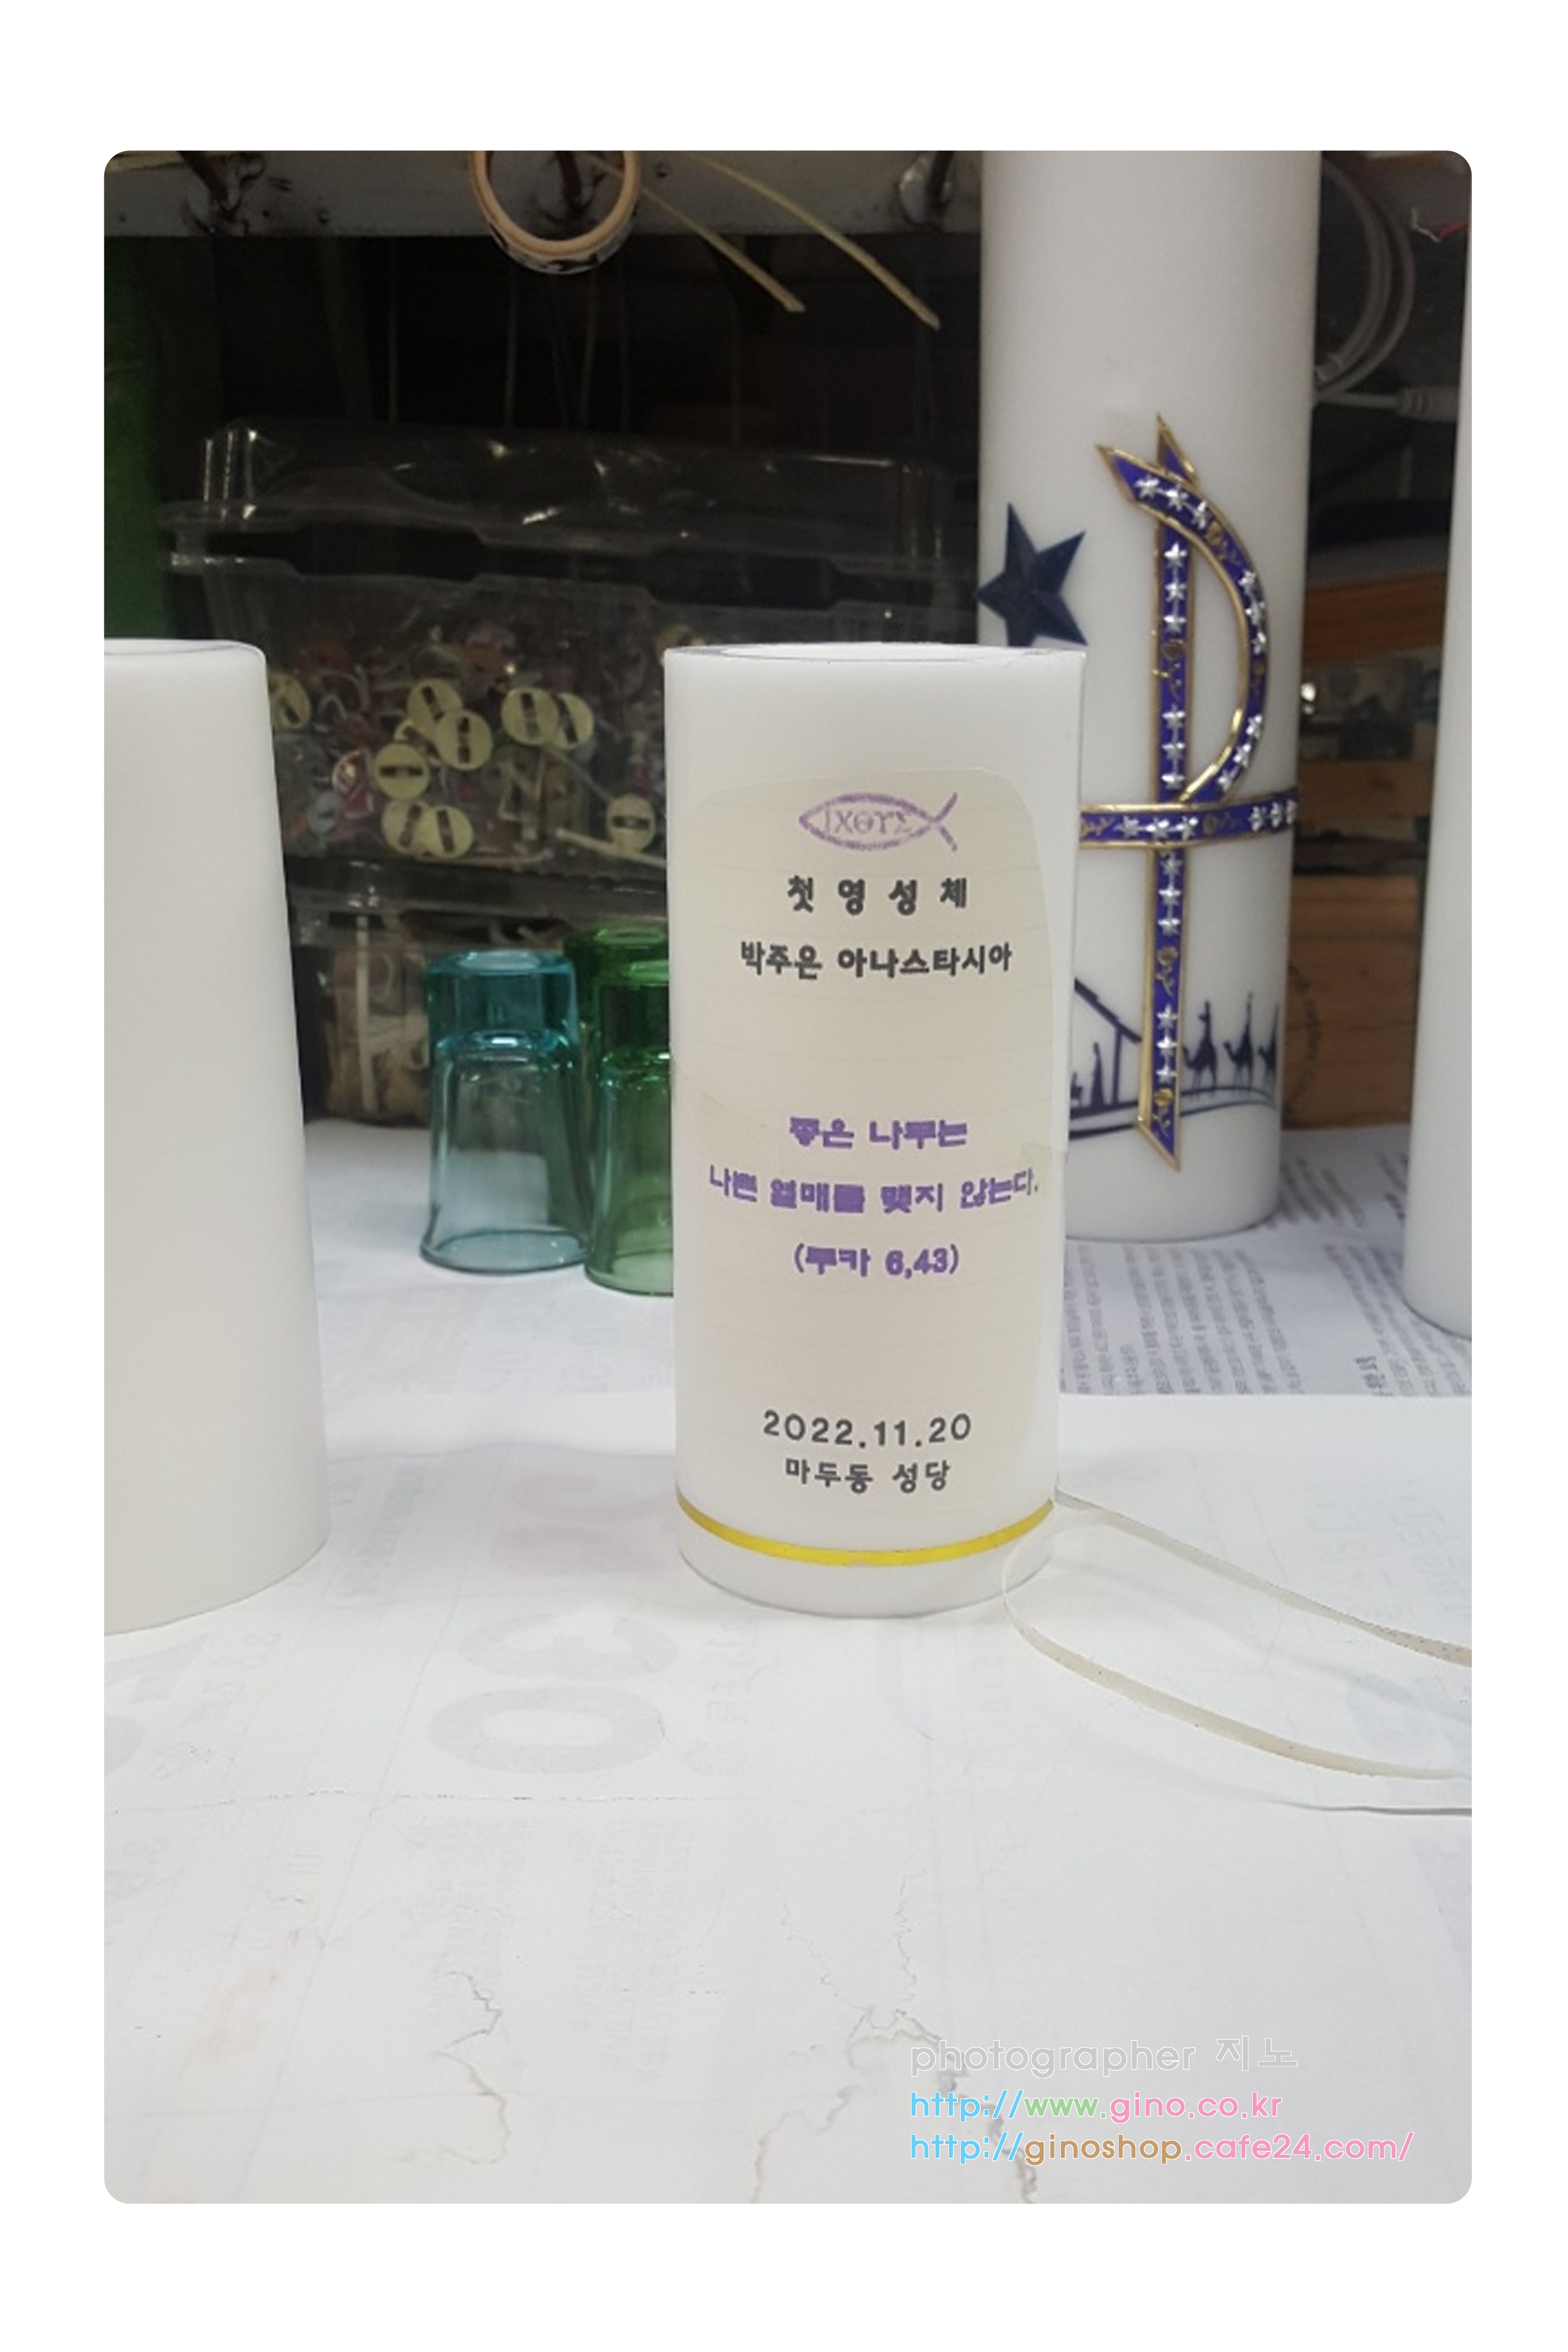 ΙΧΘΥΣ
첫 영 성 체
박주은 아나스타시아
좋은 나무는
나쁜 열매를 맺지 않는다.
(루카 6,43)
2022.11.20
마두동 성당
photographer 지노
http://www.gino.co.kr
http://ginoshop.cafe24.com/